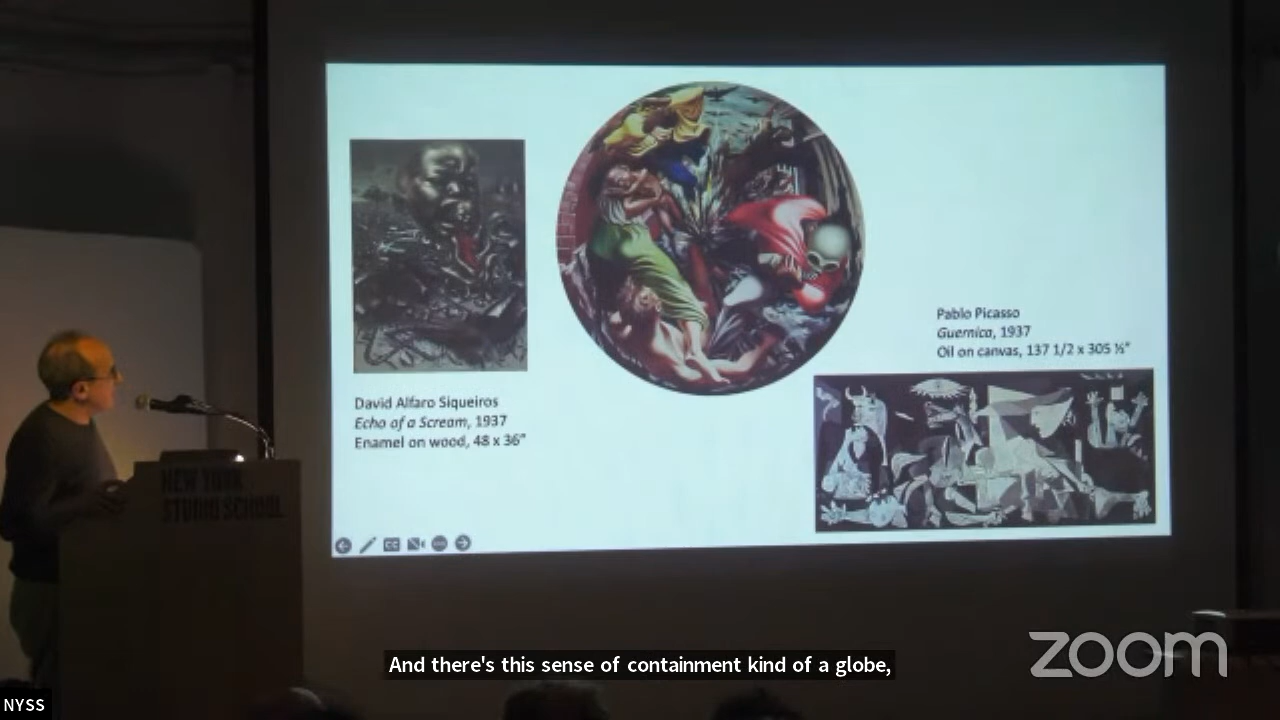 David Alfaro Siqueiros
Echo of a Scream, 1937
Enamel on wood, 48 x 36"
Pablo Picasso
Guernica, 1937
Oil on canvas, 137 1/2 x 305 ½"
NEW YORK
STUDIO SCHOOL
CC
And there's this sense of containment kind of a globe,
zoom
NYSS